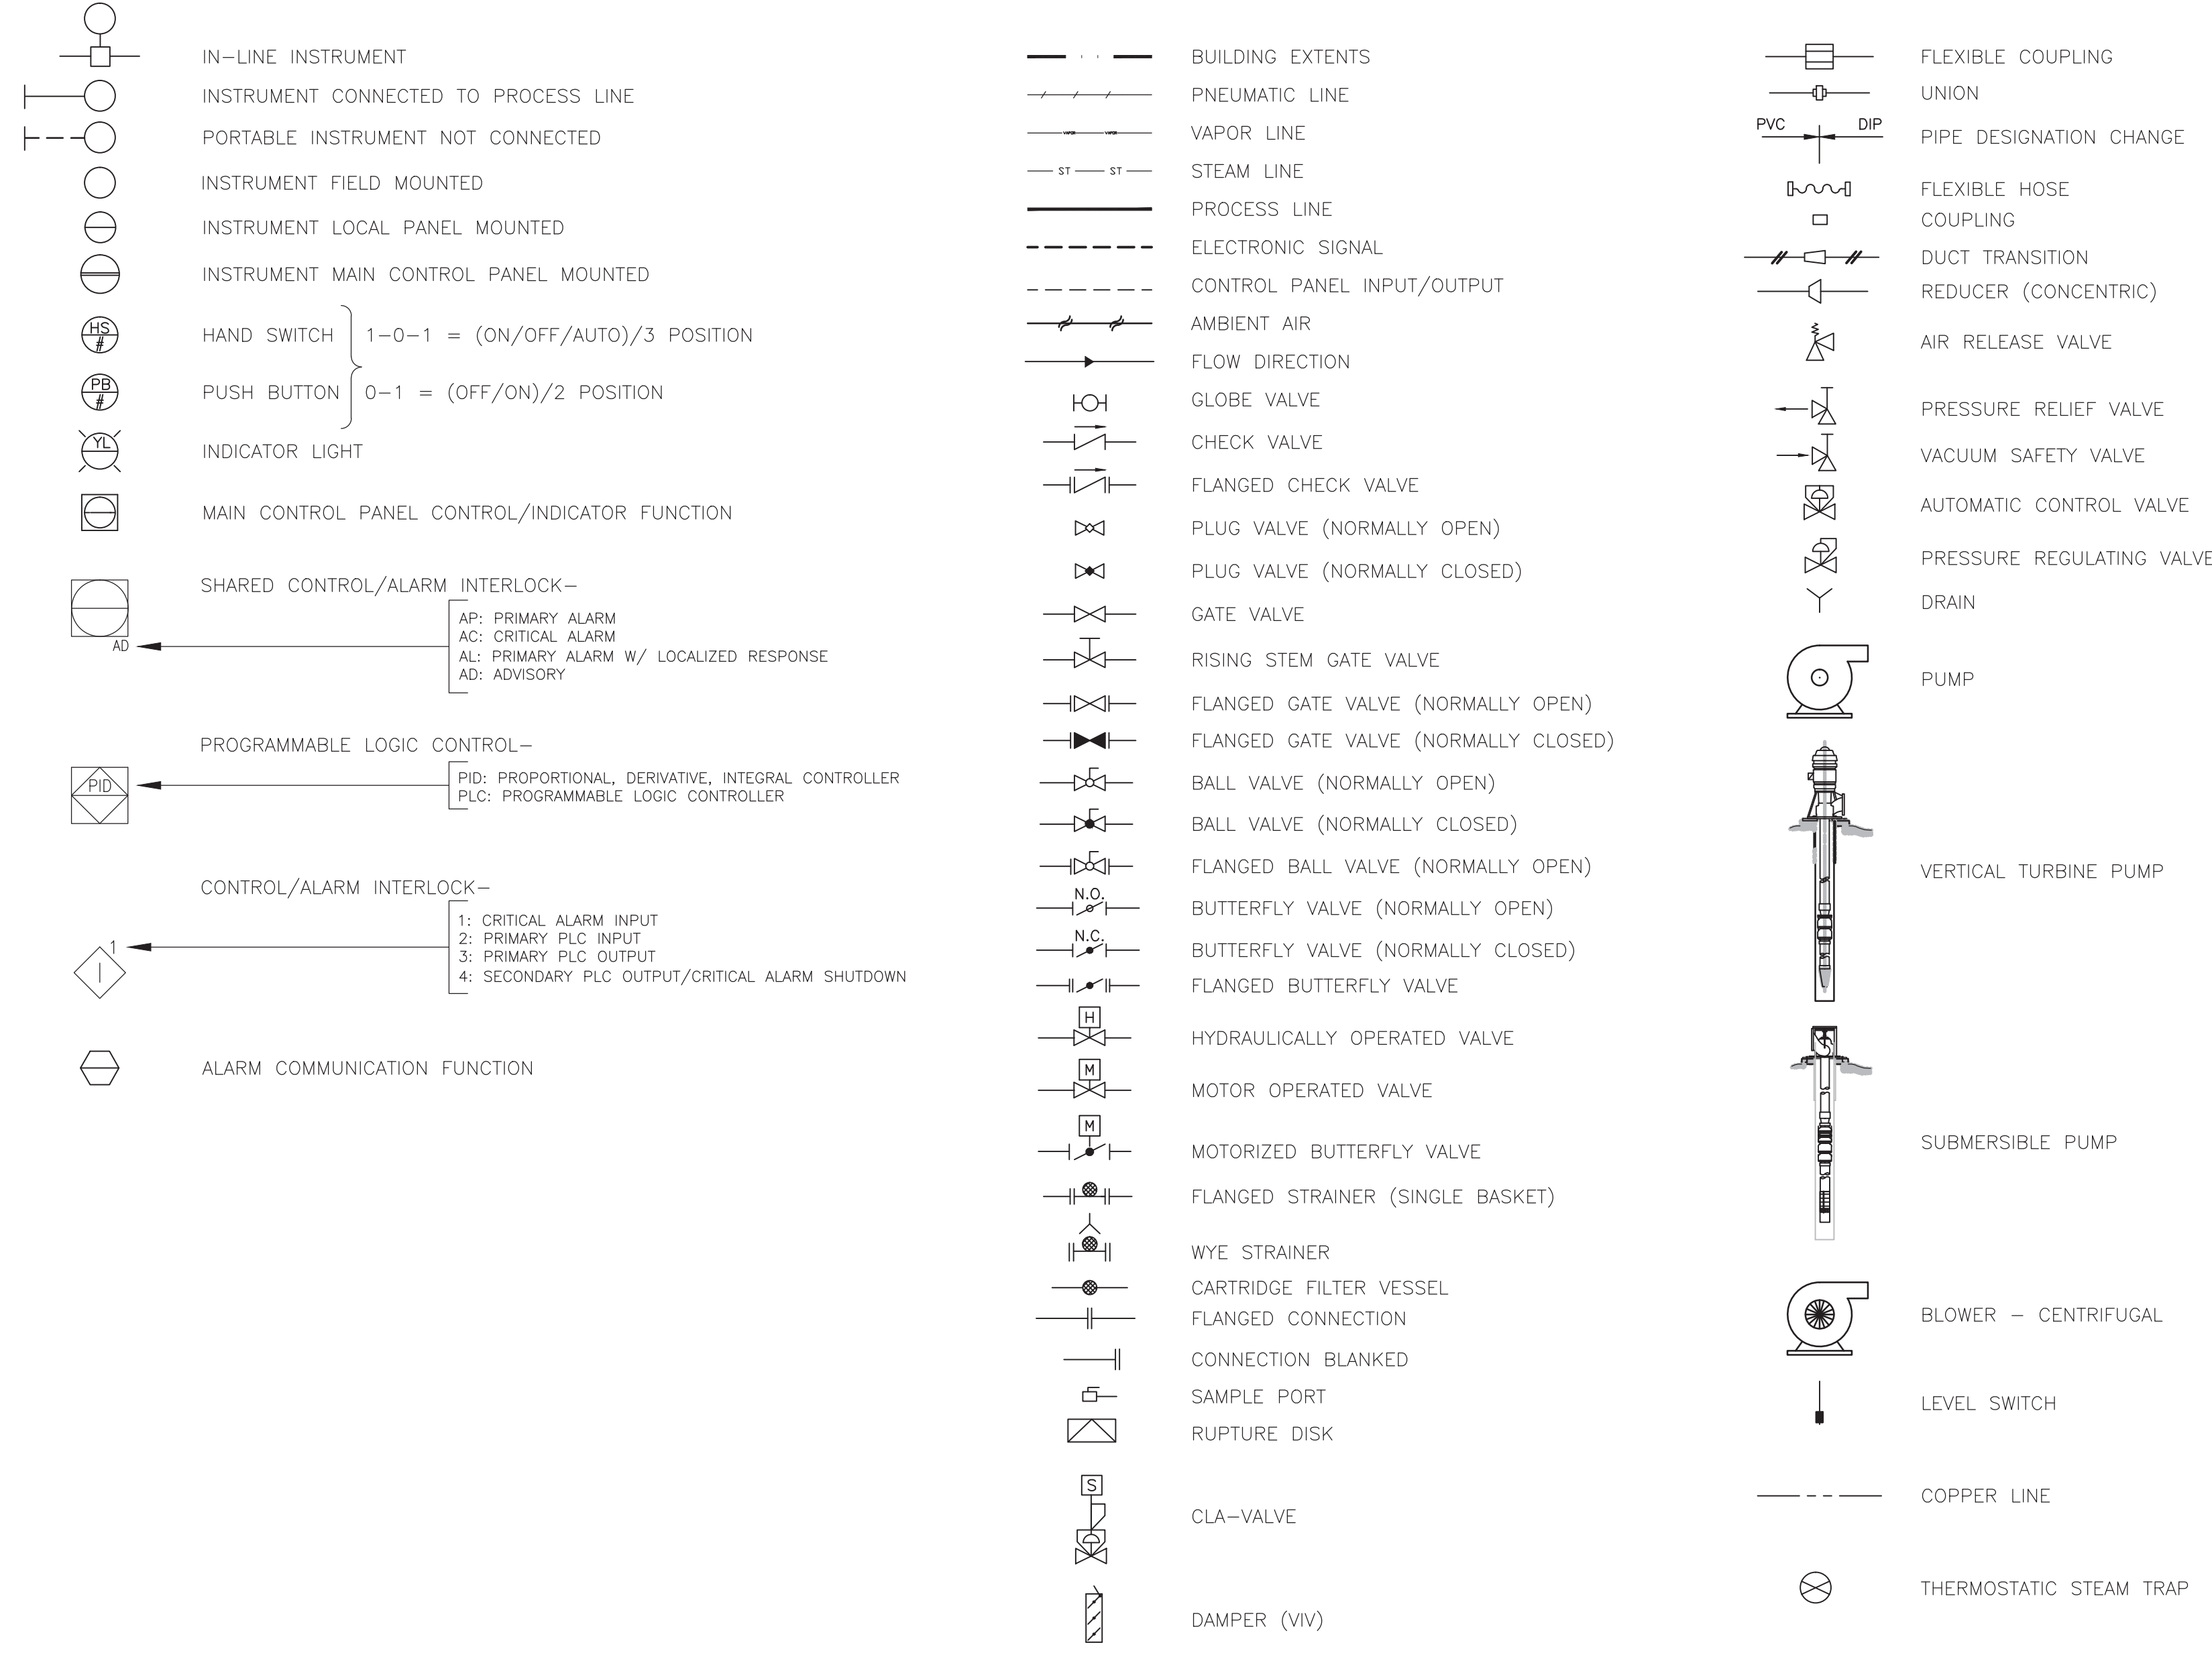 IN-LINE INSTRUMENT
INSTRUMENT CONNECTED TO PROCESS LINE
PORTABLE INSTRUMENT NOT CONNECTED
INSTRUMENT FIELD MOUNTED
INSTRUMENT LOCAL PANEL MOUNTED
INSTRUMENT MAIN CONTROL PANEL MOUNTED
HS
#
HAND SWITCH
1-0-1 = (ON/OFF/AUTO)/3 POSITION
PB
#
PUSH BUTTON
0-1 = (OFF/ON)/2 POSITION
YL
INDICATOR LIGHT
MAIN CONTROL PANEL CONTROL/INDICATOR FUNCTION
SHARED CONTROL/ALARM INTERLOCK-
AP: PRIMARY ALARM
AC: CRITICAL ALARM
AL: PRIMARY ALARM W/ LOCALIZED RESPONSE
AD: ADVISORY
AD
PROGRAMMABLE LOGIC CONTROL-
PID
PID: PROPORTIONAL, DERIVATIVE, INTEGRAL CONTROLLER
PLC: PROGRAMMABLE LOGIC CONTROLLER
CONTROL/ALARM INTERLOCK-
1: CRITICAL ALARM INPUT
2: PRIMARY PLC INPUT
3: PRIMARY PLC OUTPUT
4: SECONDARY PLC OUTPUT/CRITICAL ALARM SHUTDOWN
1
I
ALARM COMMUNICATION FUNCTION
BUILDING EXTENTS
PNEUMATIC LINE
VAPOR VAPOR
VAPOR LINE
ST ST
STEAM LINE
PROCESS LINE
ELECTRONIC SIGNAL
CONTROL PANEL INPUT/OUTPUT
AMBIENT AIR
FLOW DIRECTION
GLOBE VALVE
CHECK VALVE
FLANGED CHECK VALVE
PLUG VALVE (NORMALLY OPEN)
PLUG VALVE (NORMALLY CLOSED)
GATE VALVE
RISING STEM GATE VALVE
FLANGED GATE VALVE (NORMALLY OPEN)
FLANGED GATE VALVE (NORMALLY CLOSED)
BALL VALVE (NORMALLY OPEN)
BALL VALVE (NORMALLY CLOSED)
FLANGED BALL VALVE (NORMALLY OPEN)
N.O.
BUTTERFLY VALVE (NORMALLY OPEN)
N.C.
BUTTERFLY VALVE (NORMALLY CLOSED)
FLANGED BUTTERFLY VALVE
H
HYDRAULICALLY OPERATED VALVE
M
MOTOR OPERATED VALVE
M
MOTORIZED BUTTERFLY VALVE
FLANGED STRAINER (SINGLE BASKET)
WYE STRAINER
CARTRIDGE FILTER VESSEL
FLANGED CONNECTION
CONNECTION BLANKED
SAMPLE PORT
RUPTURE DISK
S
CLA-VALVE
DAMPER (VIV)
FLEXIBLE COUPLING
UNION
PVC DIP
PIPE DESIGNATION CHANGE
FLEXIBLE HOSE
COUPLING
DUCT TRANSITION
REDUCER (CONCENTRIC)
AIR RELEASE VALVE
PRESSURE RELIEF VALVE
VACUUM SAFETY VALVE
AUTOMATIC CONTROL VALVE
PRESSURE REGULATING VALVE
DRAIN
PUMP
VERTICAL TURBINE PUMP
SUBMERSIBLE PUMP
BLOWER - CENTRIFUGAL
LEVEL SWITCH
COPPER LINE
THERMOSTATIC STEAM TRAP